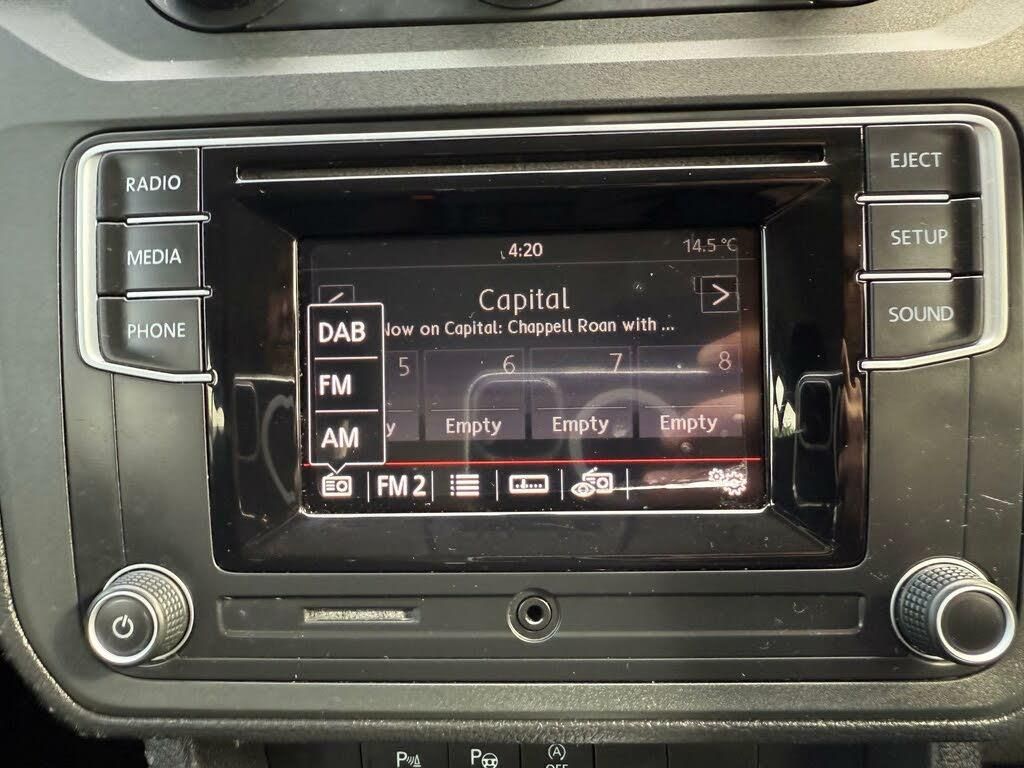 RADIO
MEDIA
PHONE
EJECT
SETUP
SOUND
4:20
14.5 °C
< Capital >
Now on Capital: Chappell Roan with ...
DAB
FM
AM
5 6 7 8
y Empty Empty Empty
FM 2
P P A
OFF